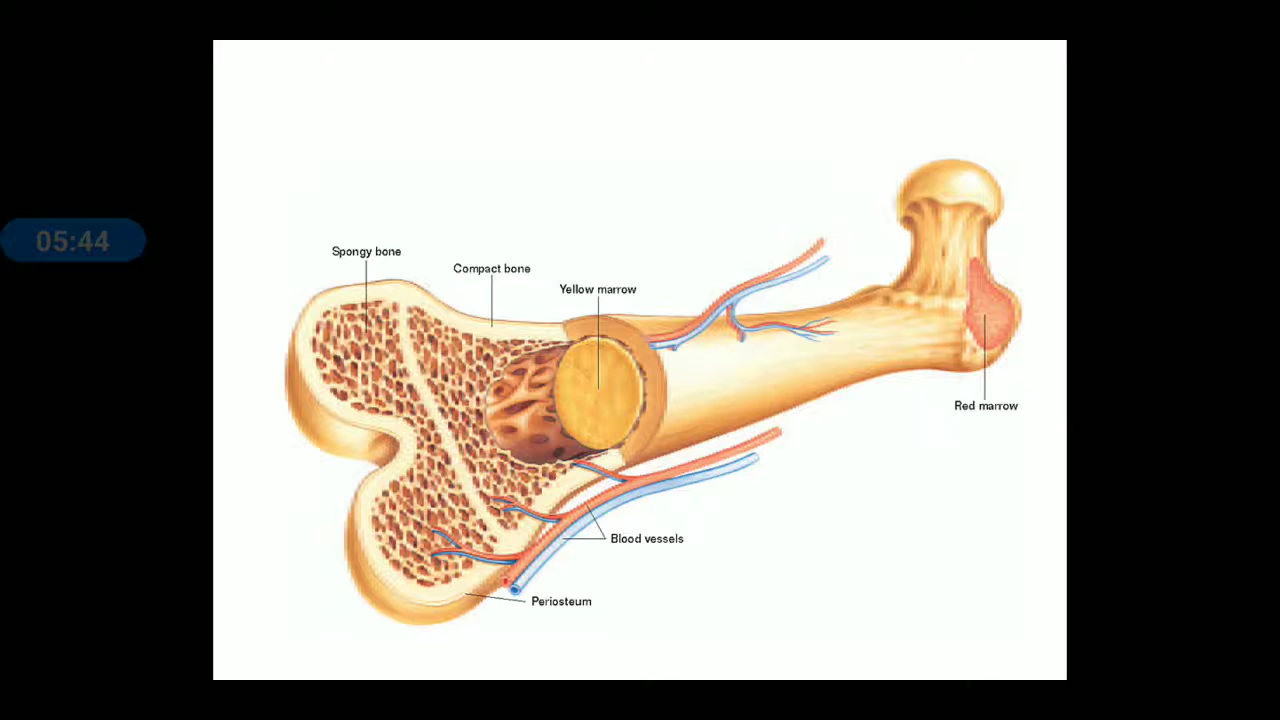 05:44
Spongy bone
Compact bone
Yellow marrow
Red marrow
Blood vessels
Periosteum